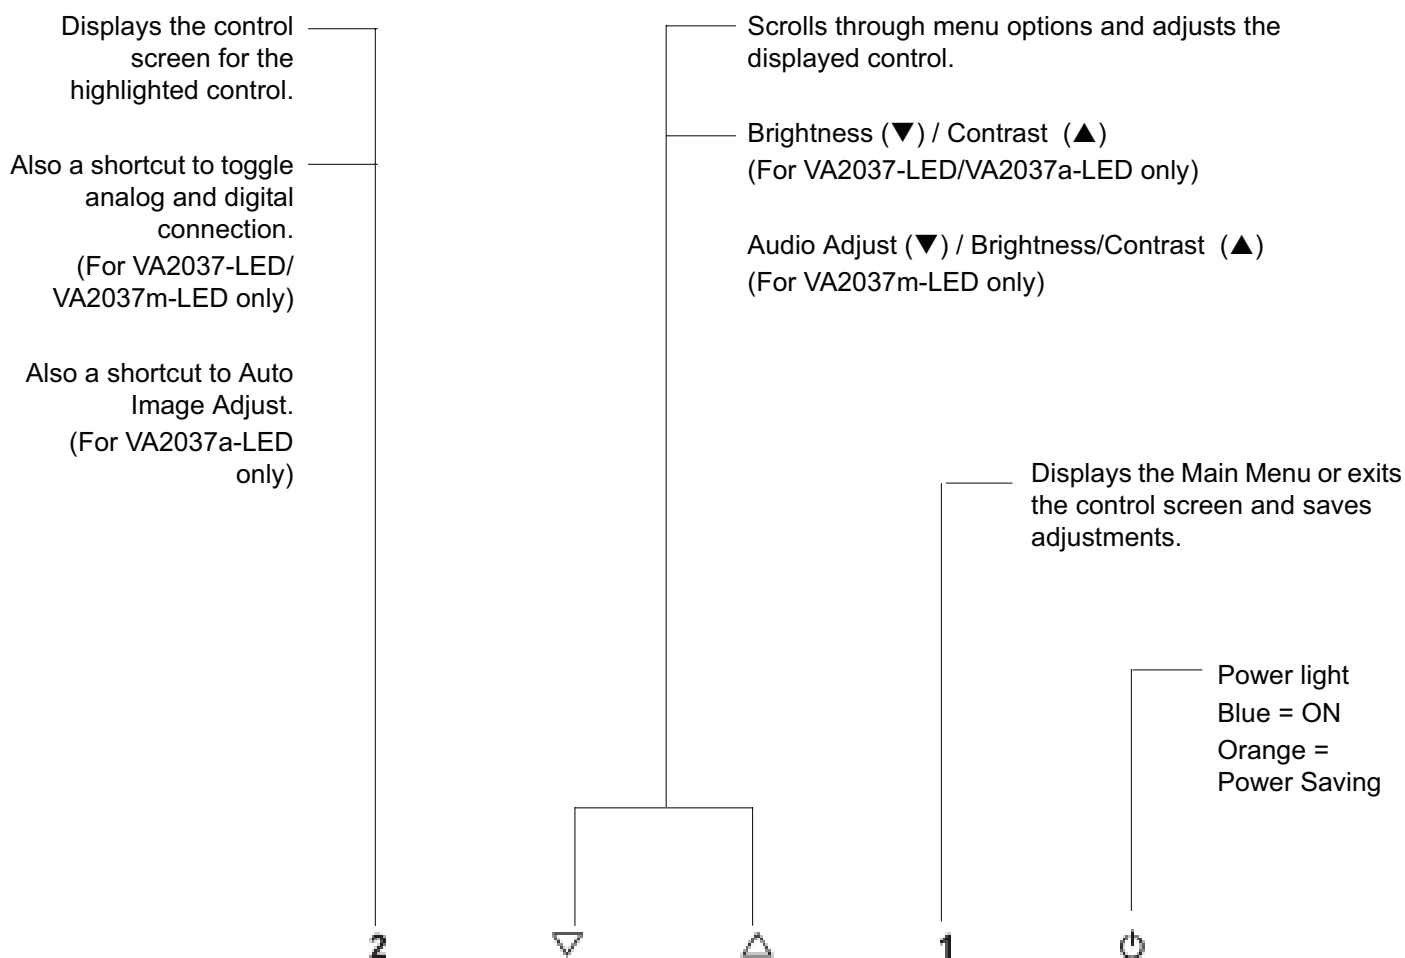 Displays the control
screen for the
highlighted control.
Also a shortcut to toggle
analog and digital
connection.
(For VA2037-LED/
VA2037m-LED only)
Also a shortcut to Auto
Image Adjust.
(For VA2037a-LED
only)
Scrolls through menu options and adjusts the
displayed control.
Brightness (▼) / Contrast (▲)
(For VA2037-LED/VA2037a-LED only)
Audio Adjust (▼) / Brightness/Contrast (▲)
(For VA2037m-LED only)
Displays the Main Menu or exits
the control screen and saves
adjustments.
Power light
Blue = ON
Orange =
Power Saving
2 ▽ △ 1 ⏻